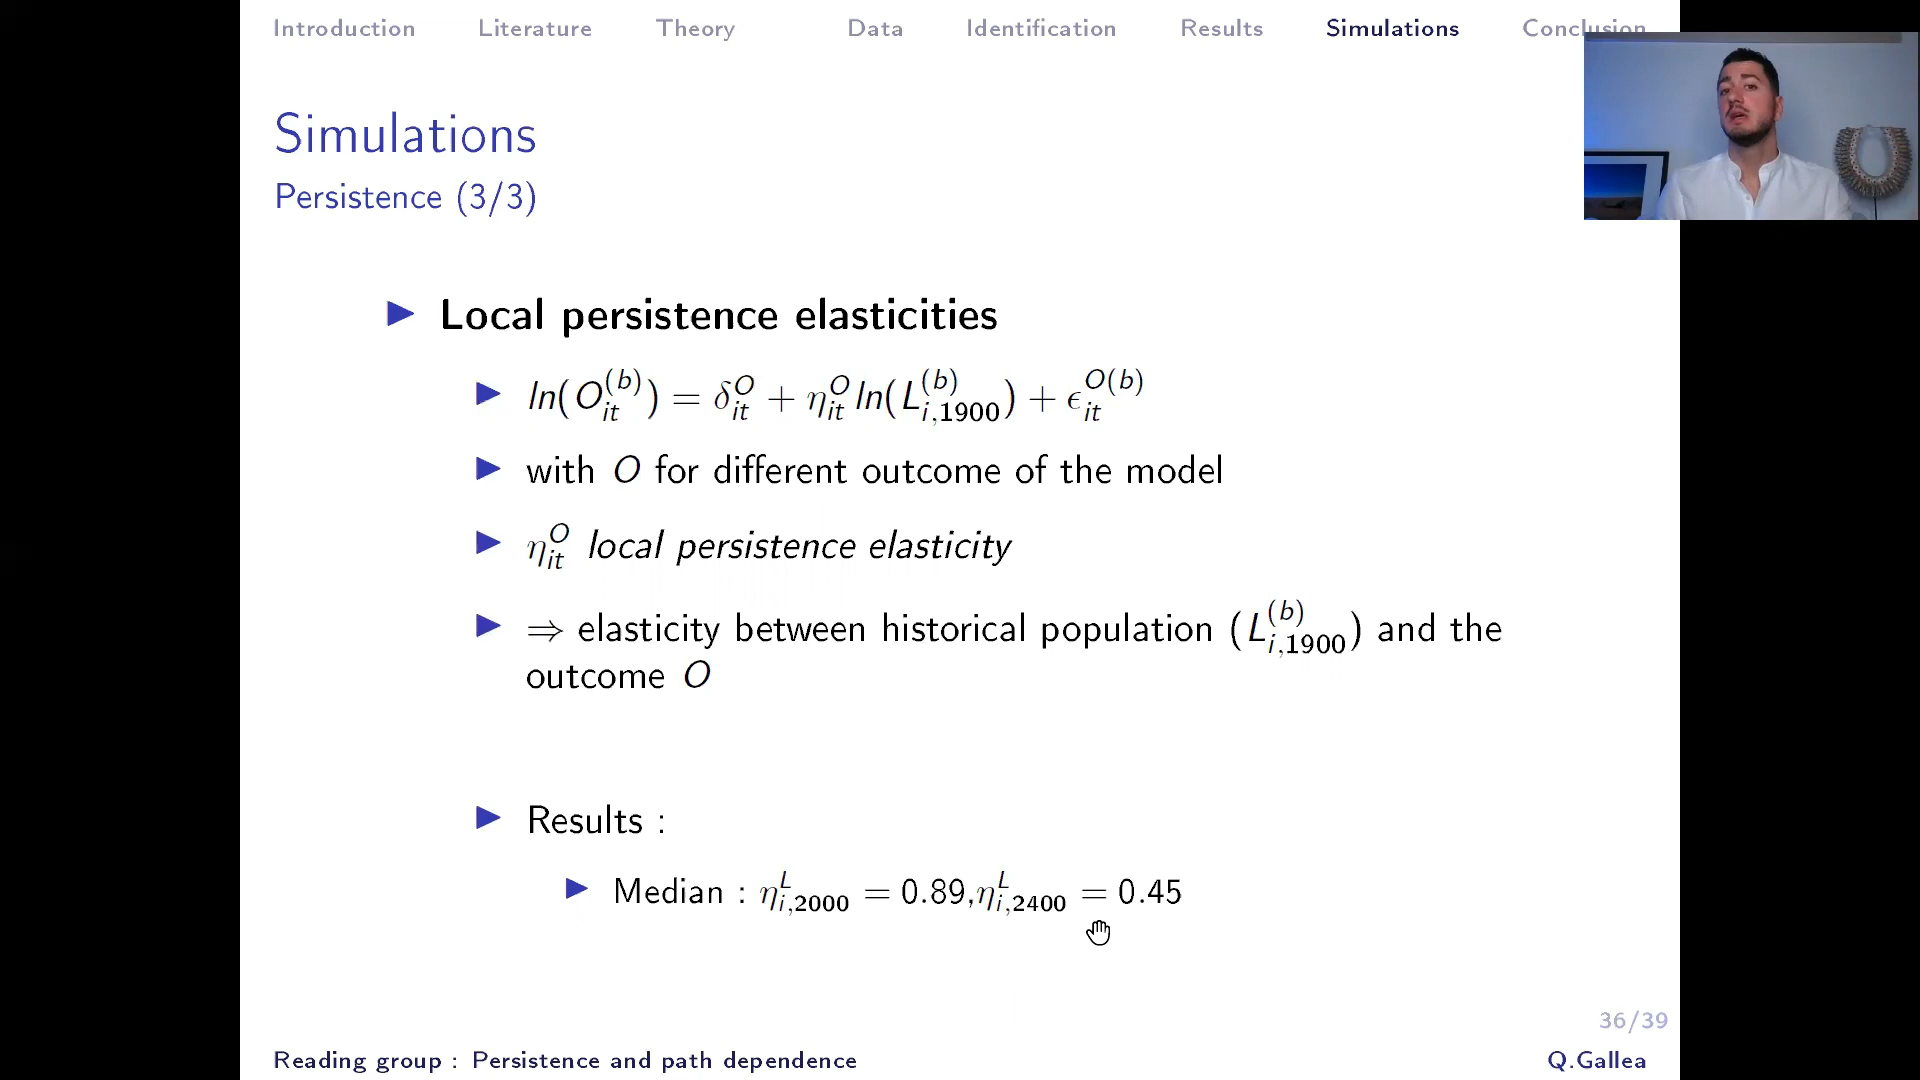 Introduction Literature Theory Data Identification Results Simulations Conclusion
Simulations
Persistence (3/3)
Local persistence elasticities
ln(O_{it}^{(b)}) = δ_{it}^{O} + η_{it}^{O} ln(L_{i,1900}^{(b)}) + ϵ_{it}^{O(b)}
with O for different outcome of the model
η_{it}^{O} local persistence elasticity
⇒ elasticity between historical population (L_{i,1900}^{(b)}) and the
outcome O
Results :
Median : η_{i,2000}^{L} = 0.89,η_{i,2400}^{L} = 0.45
36/39
Reading group : Persistence and path dependence Q.Gallea